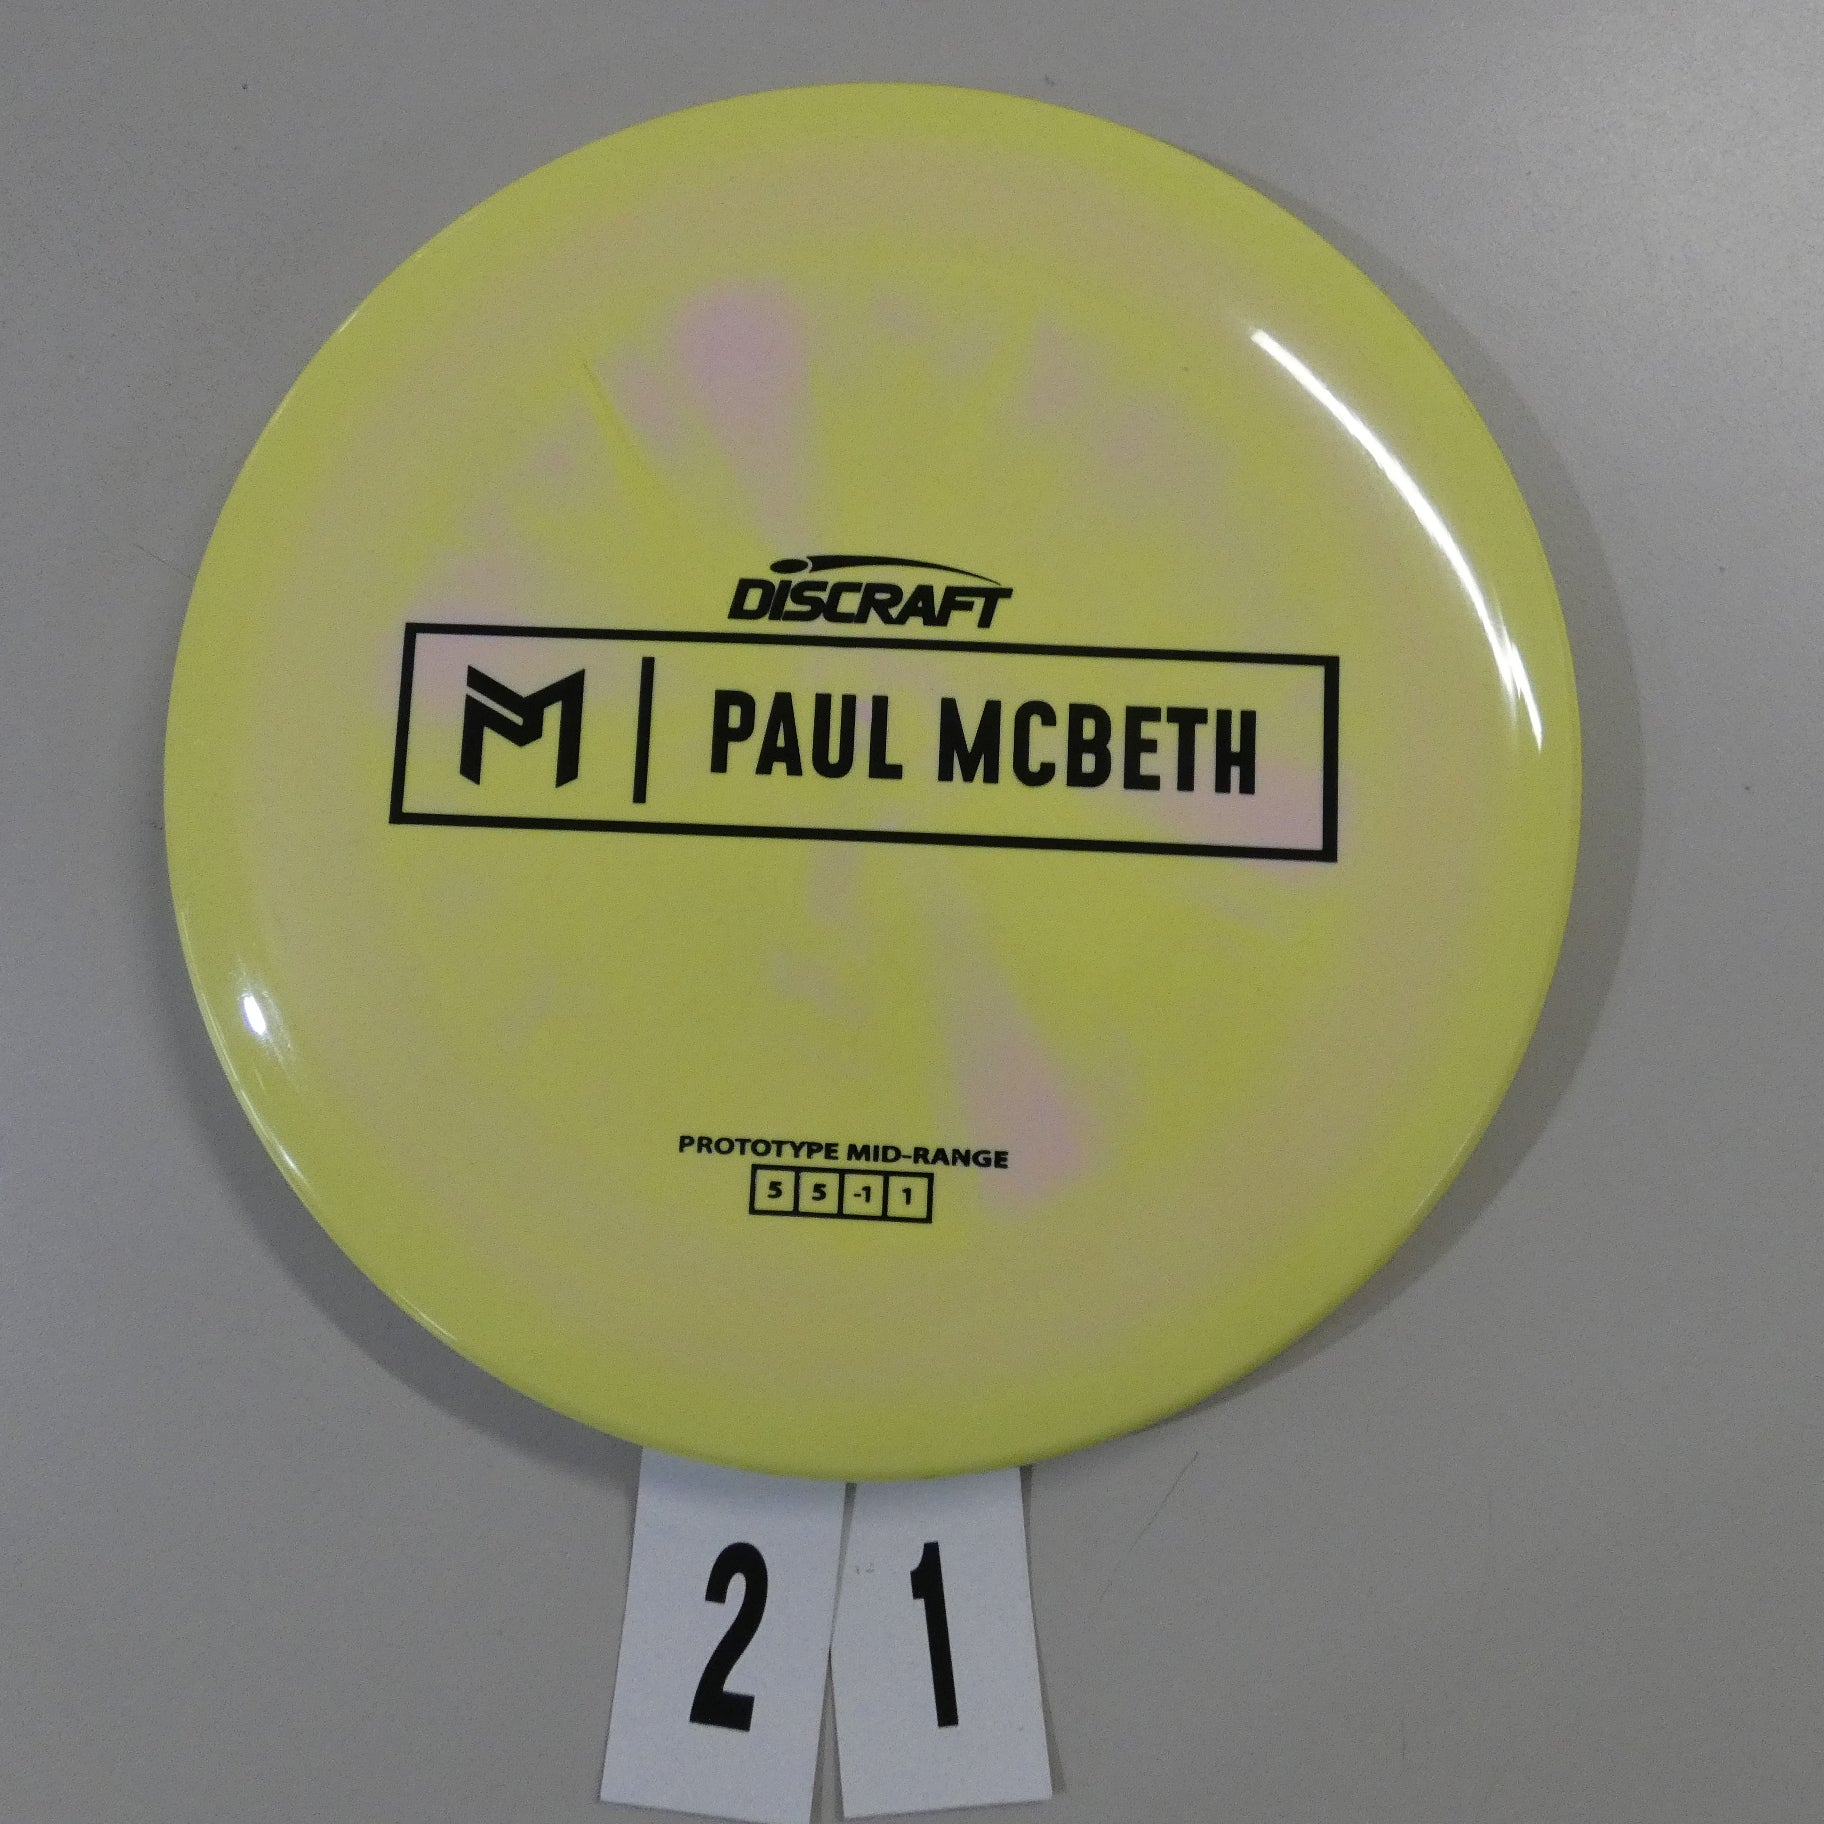 DISCRAFT
PAUL MCBETH
PROTOTYPE MID-RANGE
5 5 -1 1
2 1